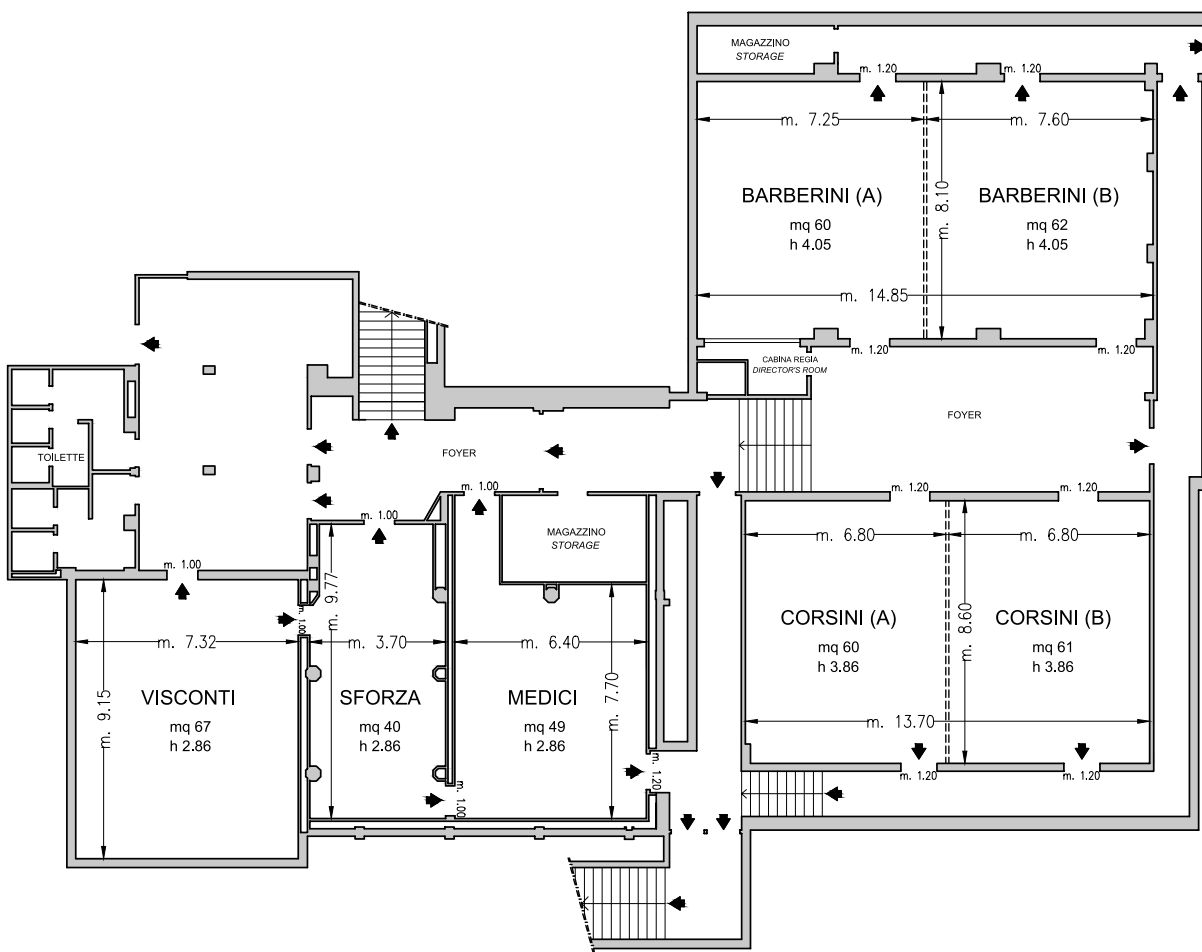 MAGAZZINO
STORAGE
m. 1.20
m. 1.20
m. 7.25
m. 7.60
BARBERINI (A)
mq 60
h 4.05
m. 8.10
BARBERINI (B)
mq 62
h 4.05
m. 14.85
m. 1.20
m. 1.20
CABINA REGIA
DIRECTOR'S ROOM
FOYER
TOILETTE
FOYER
m. 1.00
m. 1.00
m. 1.00
MAGAZZINO
STORAGE
m. 1.20
m. 1.20
m. 6.80
m. 6.80
CORSINI (A)
mq 60
h 3.86
m. 8.60
CORSINI (B)
mq 61
h 3.86
m. 13.70
m. 1.20
m. 1.20
m. 7.32
m. 9.15
VISCONTI
mq 67
h 2.86
m. 1.00
m. 9.77
m. 3.70
SFORZA
mq 40
h 2.86
m. 1.00
m. 6.40
MEDICI
mq 49
h 2.86
m. 7.70
m. 1.20